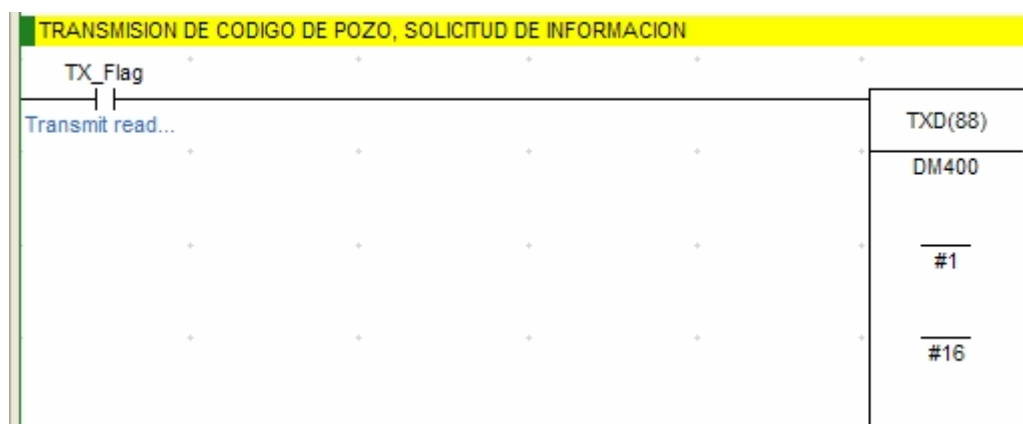 TRANSMISION DE CODIGO DE POZO, SOLICITUD DE INFORMACION
TX_Flag
Transmit read...
TXD(88)
DM400
#1
#16